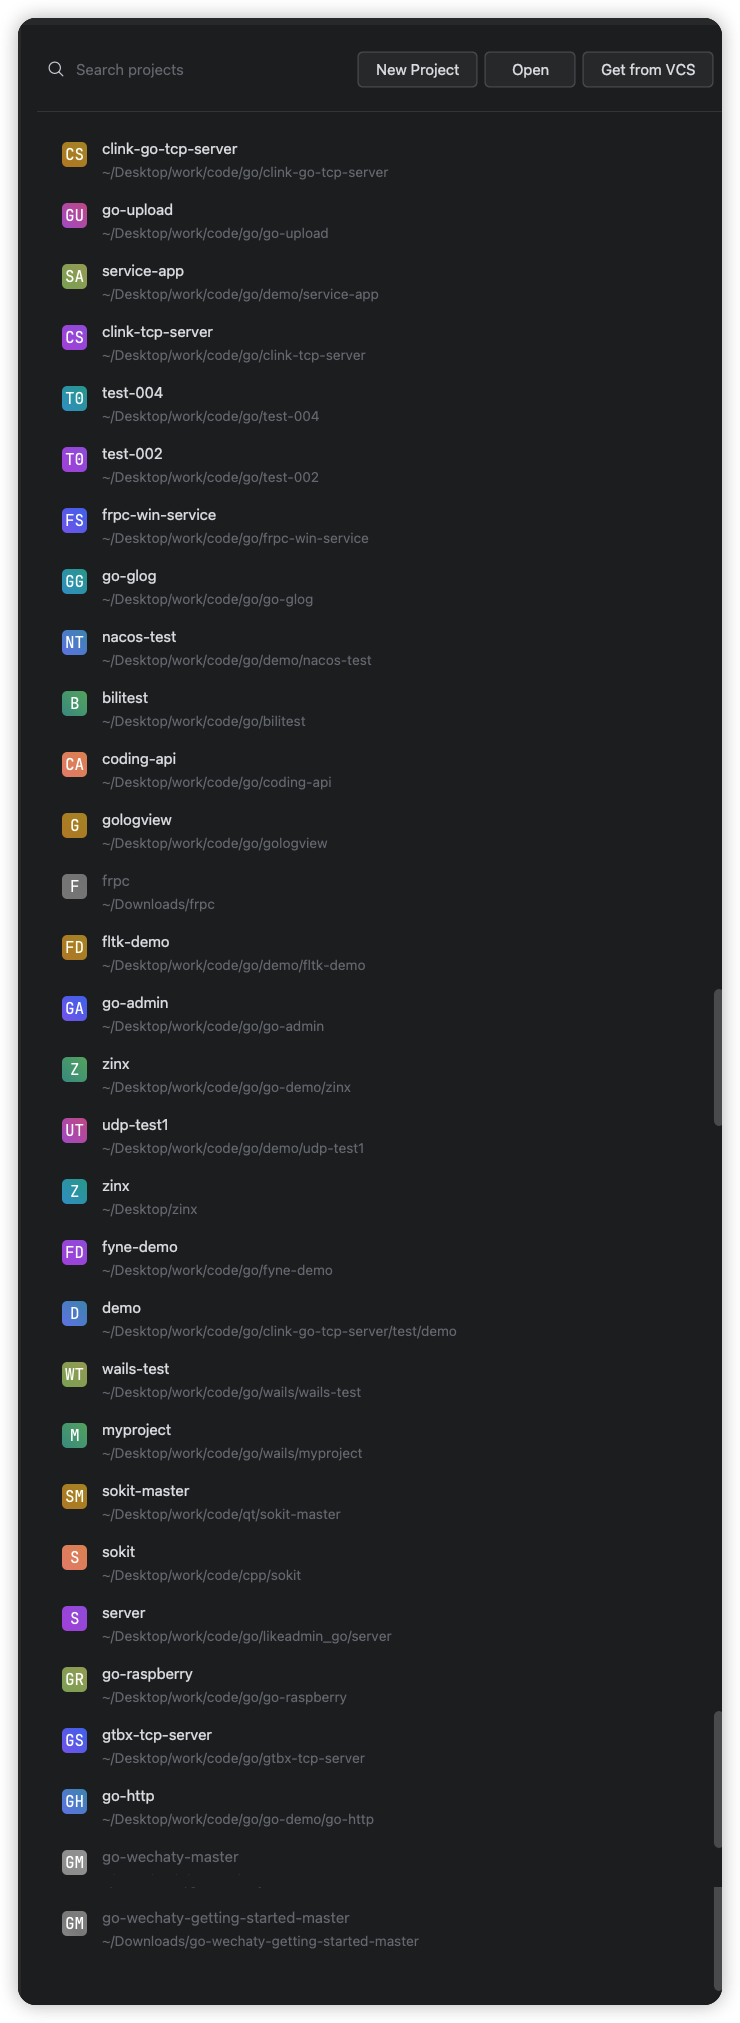 Search projects
New Project
Open
Get from VCS
CS
clink-go-tcp-server
~/Desktop/work/code/go/clink-go-tcp-server
GU
go-upload
~/Desktop/work/code/go/go-upload
SA
service-app
~/Desktop/work/code/go/demo/service-app
CS
clink-tcp-server
~/Desktop/work/code/go/clink-tcp-server
T0
test-004
~/Desktop/work/code/go/test-004
T0
test-002
~/Desktop/work/code/go/test-002
FS
frpc-win-service
~/Desktop/work/code/go/frpc-win-service
GG
go-glog
~/Desktop/work/code/go/go-glog
NT
nacos-test
~/Desktop/work/code/go/demo/nacos-test
B
bilitest
~/Desktop/work/code/go/bilitest
CA
coding-api
~/Desktop/work/code/go/coding-api
G
gologview
~/Desktop/work/code/go/gologview
F
frpc
~/Downloads/frpc
FD
fltk-demo
~/Desktop/work/code/go/demo/fltk-demo
GA
go-admin
~/Desktop/work/code/go/go-admin
Z
zinx
~/Desktop/work/code/go/go-demo/zinx
UT
udp-test1
~/Desktop/work/code/go/demo/udp-test1
Z
zinx
~/Desktop/zinx
FD
fyne-demo
~/Desktop/work/code/go/fyne-demo
D
demo
~/Desktop/work/code/go/clink-go-tcp-server/test/demo
WT
wails-test
~/Desktop/work/code/go/wails/wails-test
M
myproject
~/Desktop/work/code/go/wails/myproject
SM
sokit-master
~/Desktop/work/code/qt/sokit-master
S
sokit
~/Desktop/work/code/cpp/sokit
S
server
~/Desktop/work/code/go/likeadmin_go/server
GR
go-raspberry
~/Desktop/work/code/go/go-raspberry
GS
gtbx-tcp-server
~/Desktop/work/code/go/gtbx-tcp-server
GH
go-http
~/Desktop/work/code/go/go-demo/go-http
GM
go-wechaty-master
GM
go-wechaty-getting-started-master
~/Downloads/go-wechaty-getting-started-master